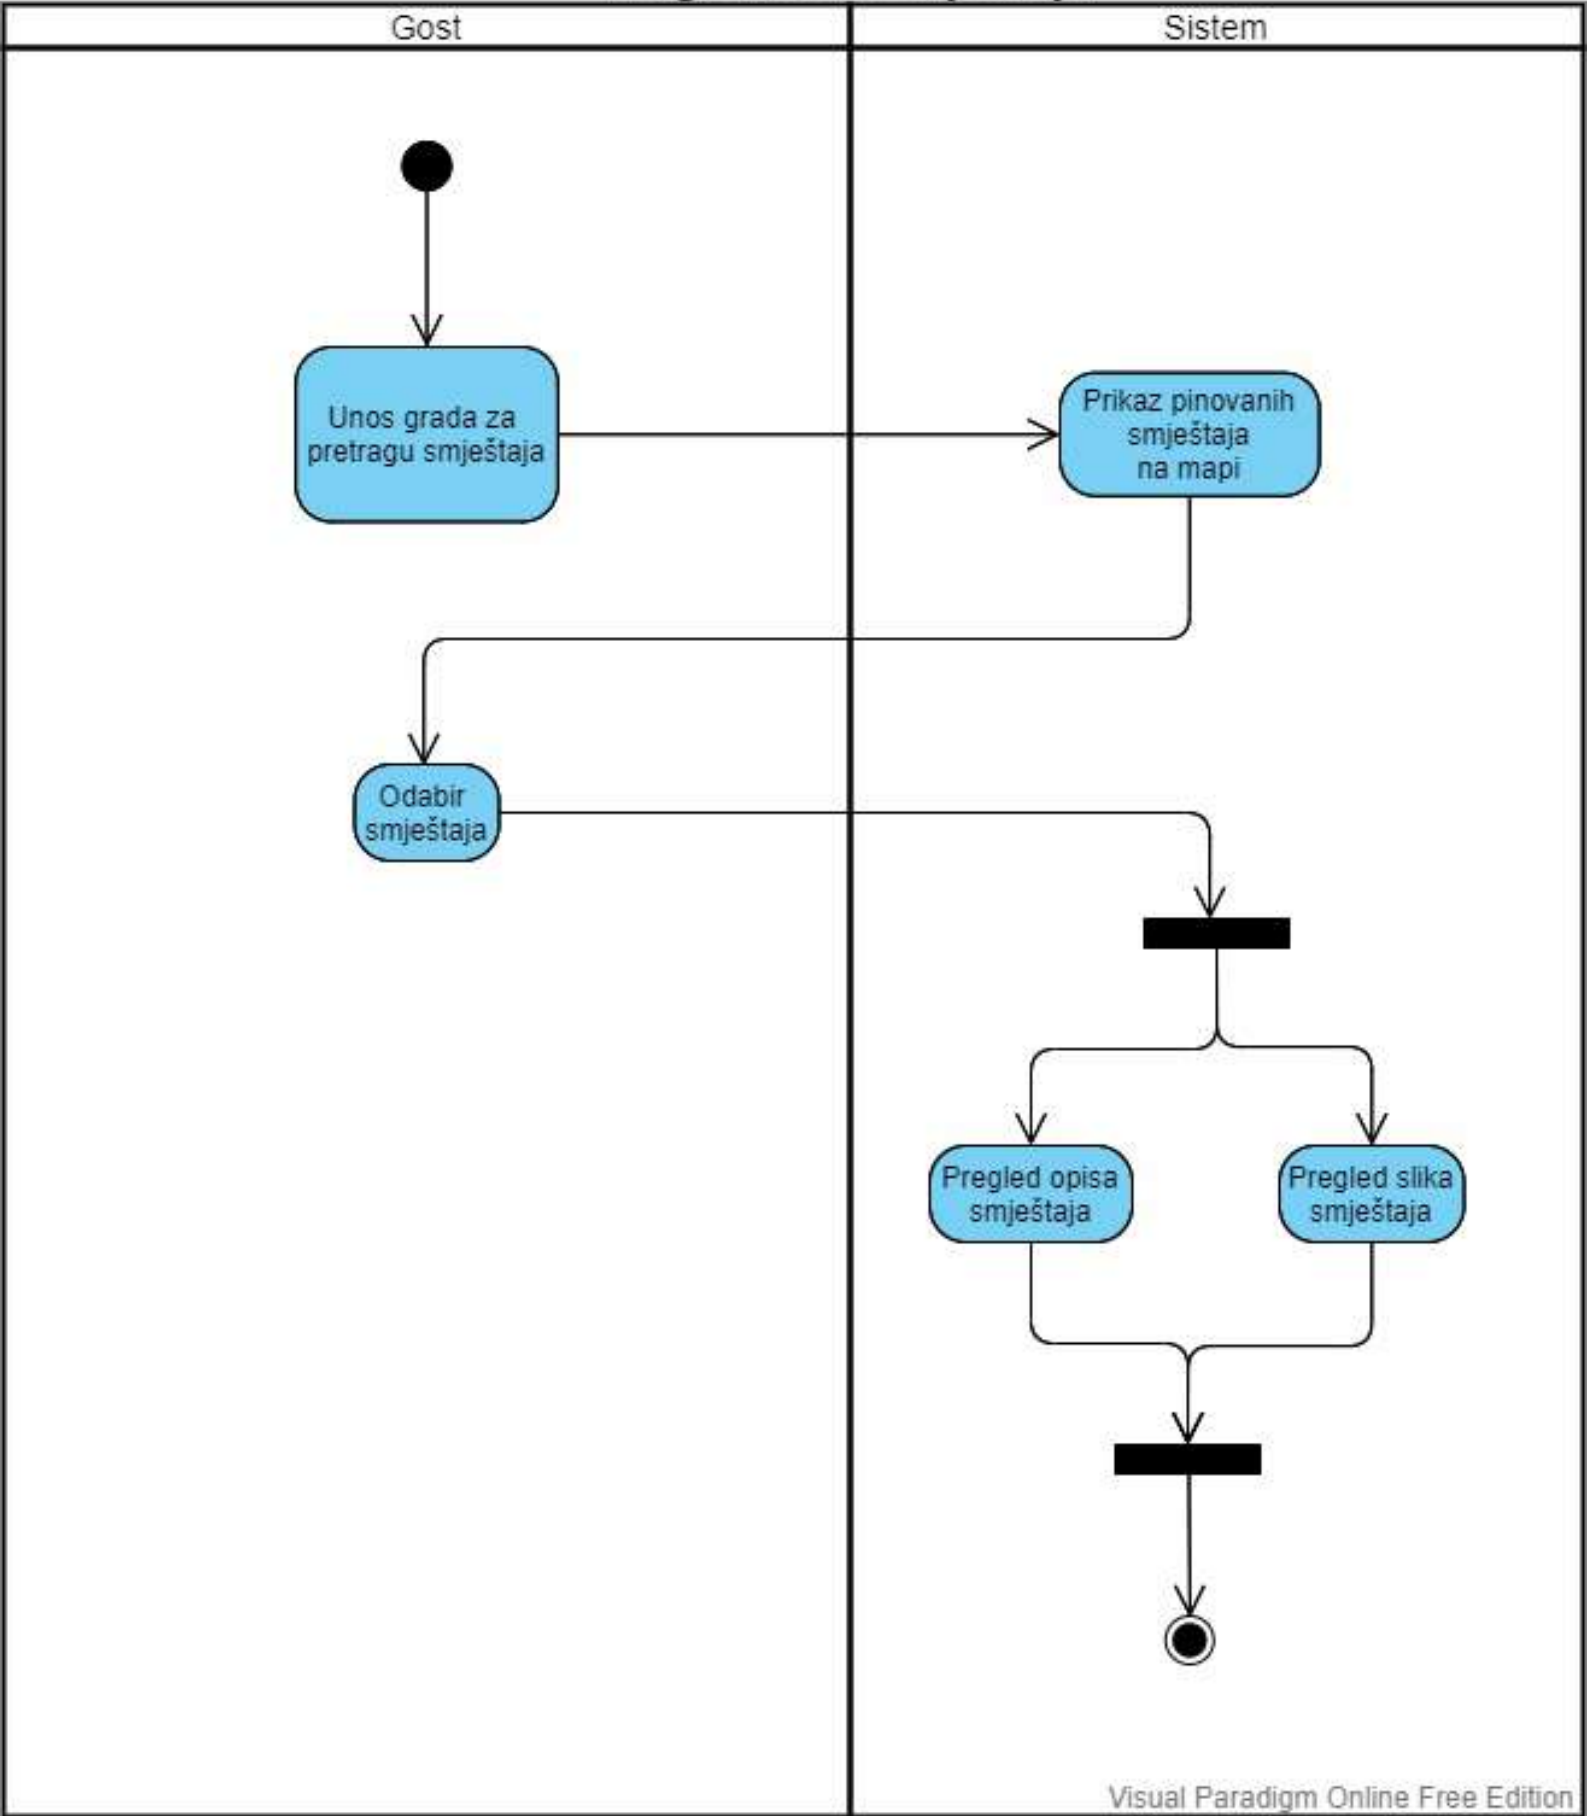 Gost
Sistem
Unos grada za
pretragu smještaja
Prikaz pinovanih
smještaja
na mapi
Odabir
smještaja
Pregled opisa
smještaja
Pregled slika
smještaja
Visual Paradigm Online Free Edition